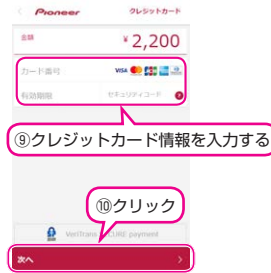 Pioneer クレジットカード
金額 ¥ 2,200
カード番号 VISA
有効期限 セキュリティコード ?
⑨クレジットカード情報を入力する
⑩クリック
VeriTrans SECURE payment
次へ